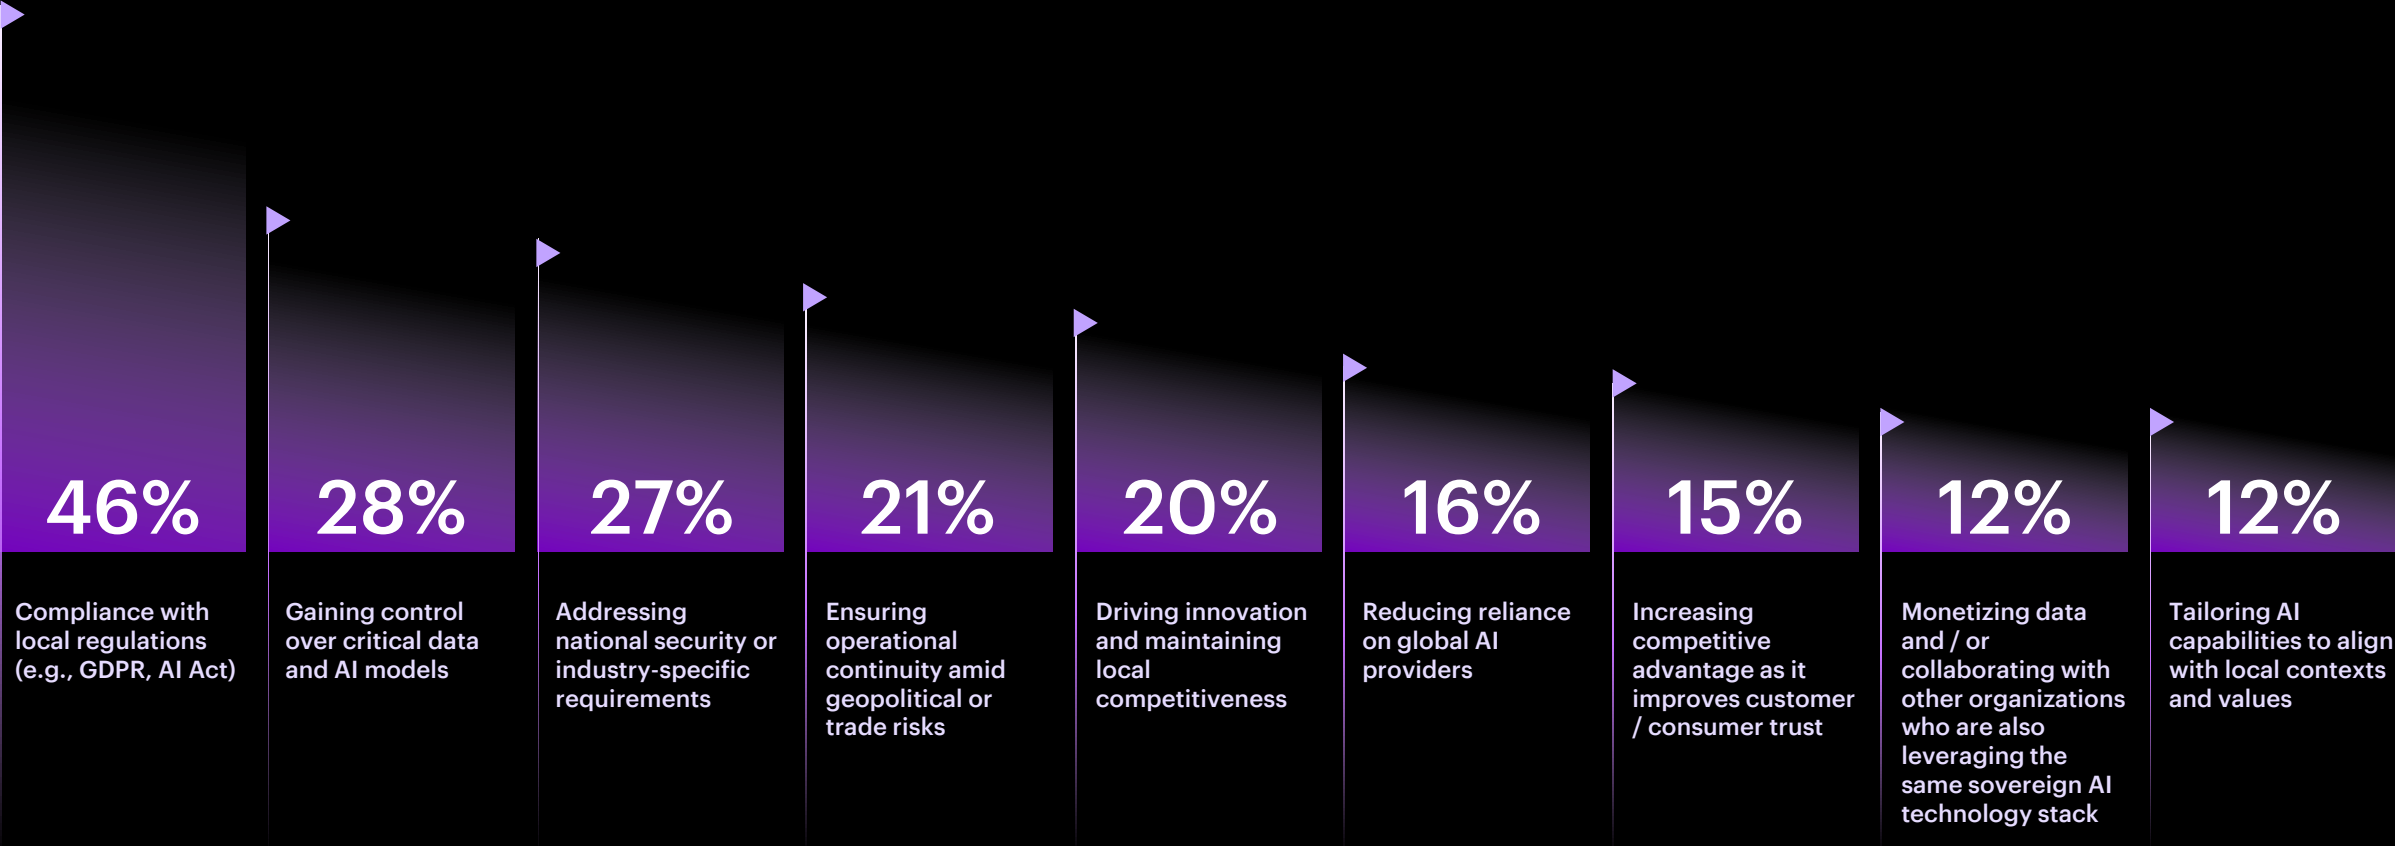 46%
Compliance with
local regulations
(e.g., GDPR, AI Act)
28%
Gaining control
over critical data
and AI models
27%
Addressing
national security or
industry-specific
requirements
21%
Ensuring
operational
continuity amid
geopolitical or
trade risks
20%
Driving innovation
and maintaining
local
competitiveness
16%
Reducing reliance
on global AI
providers
15%
Increasing
competitive
advantage as it
improves customer
/ consumer trust
12%
Monetizing data
and / or
collaborating with
other organizations
who are also
leveraging the
same sovereign AI
technology stack
12%
Tailoring AI
capabilities to align
with local contexts
and values